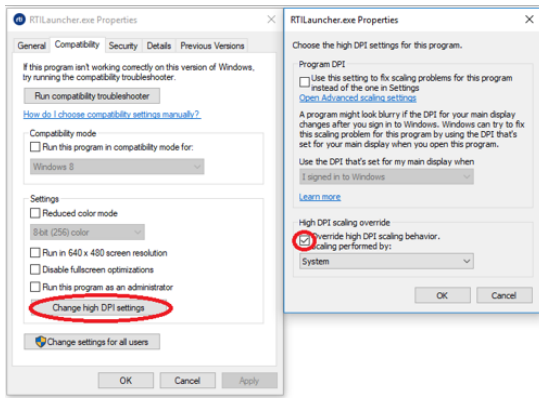 rti RTILauncher.exe Properties
General Compatibility Security Details Previous Versions
If this program isn't working correctly on this version of Windows,
try running the compatibility troubleshooter.
Run compatibility troubleshooter
How do I choose compatibility settings manually?
Compatibility mode
Run this program in compatibility mode for:
Windows 8
Settings
Reduced color mode
8-bit (256) color
Run in 640 x 480 screen resolution
Disable fullscreen optimizations
Run this program as an administrator
Change high DPI settings
Change settings for all users
OK Cancel Apply
RTILauncher.exe Properties
Choose the high DPI settings for this program.
Program DPI
Use this setting to fix scaling problems for this program
instead of the one in Settings
Open Advanced scaling settings
A program might look blurry if the DPI for your main display
changes after you sign in to Windows. Windows can try to fix
this scaling problem for this program by using the DPI that's
set for your main display when you open this program.
Use the DPI that's set for my main display when
I signed in to Windows
Learn more
High DPI scaling override
Override high DPI scaling behavior.
Scaling performed by:
System
OK Cancel